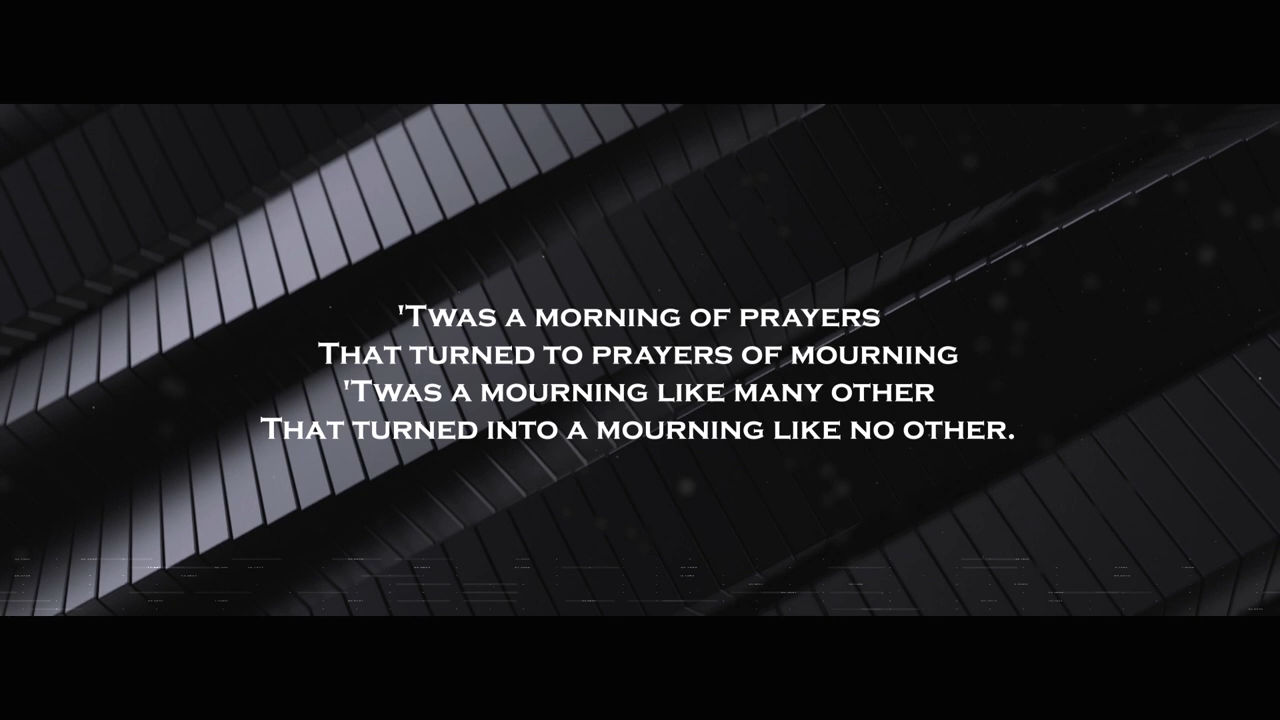 'Twas a morning of prayers
That turned to prayers of mourning
'Twas a mourning like many other
That turned into a mourning like no other.